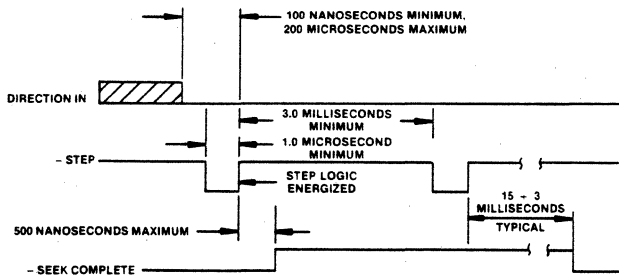 100 NANOSECONDS MINIMUM,
200 MICROSECONDS MAXIMUM
DIRECTION IN
3.0 MILLISECONDS
MINIMUM
1.0 MICROSECOND
MINIMUM
– STEP
STEP LOGIC
ENERGIZED
15 ÷ 3
MILLISECONDS
TYPICAL
500 NANOSECONDS MAXIMUM
– SEEK COMPLETE